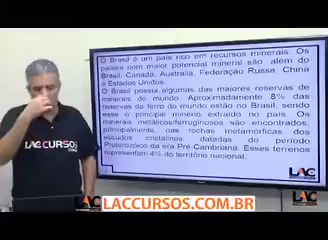 O Brasil é um país rico em recursos minerais. Os
países com maior potencial mineral são além do
Brasil, Canadá, Austrália, Federação Russa, China
e Estados Unidos.
O Brasil possui algumas das maiores reservas de
minerais do mundo. Aproximadamente 8% das
reservas de ferro do mundo estão no Brasil, sendo
esse o principal minério extraído no país. Os
minerais metálicos/ferruginosos são encontrados,
principalmente, nas rochas metamórficas dos
escudos cristalinos, datadas do período
Proterozóico da era Pré-Cambriana. Esses terrenos
representam 4% do território nacional.
LAC CURSOS
LAC
LAC
LACCURSOS.COM.BR